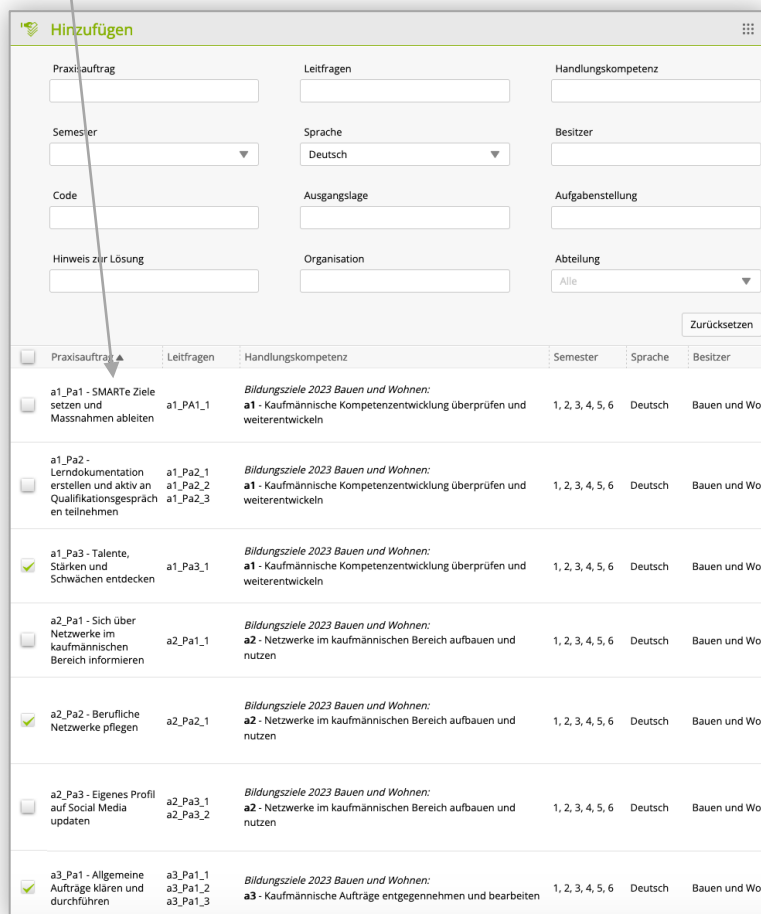 Hinzufügen
Praxisauftrag Leitfragen Handlungskompetenz
Semester Sprache Besitzer
Deutsch
Code Ausgangslage Aufgabenstellung
Hinweis zur Lösung Organisation Abteilung
Alle
Zurücksetzen
Praxisauftrag Leitfragen Handlungskompetenz Semester Sprache Besitzer
a1_Pa1 - SMARTe Ziele
setzen und
Massnahmen ableiten
a1_PA1_1
Bildungsziele 2023 Bauen und Wohnen:
a1 - Kaufmännische Kompetenzentwicklung überprüfen und
weiterentwickeln
1, 2, 3, 4, 5, 6 Deutsch Bauen und Wo
a1_Pa2 -
Lerndokumentation
erstellen und aktiv an
Qualifikationsgespräch
en teilnehmen
a1_Pa2_1
a1_Pa2_2
a1_Pa2_3
Bildungsziele 2023 Bauen und Wohnen:
a1 - Kaufmännische Kompetenzentwicklung überprüfen und
weiterentwickeln
1, 2, 3, 4, 5, 6 Deutsch Bauen und Wo
a1_Pa3 - Talente,
Stärken und
Schwächen entdecken
a1_Pa3_1
Bildungsziele 2023 Bauen und Wohnen:
a1 - Kaufmännische Kompetenzentwicklung überprüfen und
weiterentwickeln
1, 2, 3, 4, 5, 6 Deutsch Bauen und Wo
a2_Pa1 - Sich über
Netzwerke im
kaufmännischen
Bereich informieren
a2_Pa1_1
Bildungsziele 2023 Bauen und Wohnen:
a2 - Netzwerke im kaufmännischen Bereich aufbauen und
nutzen
1, 2, 3, 4, 5, 6 Deutsch Bauen und Wo
a2_Pa2 - Berufliche
Netzwerke pflegen
a2_Pa2_1
Bildungsziele 2023 Bauen und Wohnen:
a2 - Netzwerke im kaufmännischen Bereich aufbauen und
nutzen
1, 2, 3, 4, 5, 6 Deutsch Bauen und Wo
a2_Pa3 - Eigenes Profil
auf Social Media
updaten
a2_Pa3_1
a2_Pa3_2
Bildungsziele 2023 Bauen und Wohnen:
a2 - Netzwerke im kaufmännischen Bereich aufbauen und
nutzen
1, 2, 3, 4, 5, 6 Deutsch Bauen und Wo
a3_Pa1 - Allgemeine
Aufträge klären und
durchführen
a3_Pa1_1
a3_Pa1_2
a3_Pa1_3
Bildungsziele 2023 Bauen und Wohnen:
a3 - Kaufmännische Aufträge entgegennehmen und bearbeiten
1, 2, 3, 4, 5, 6 Deutsch Bauen und Wo